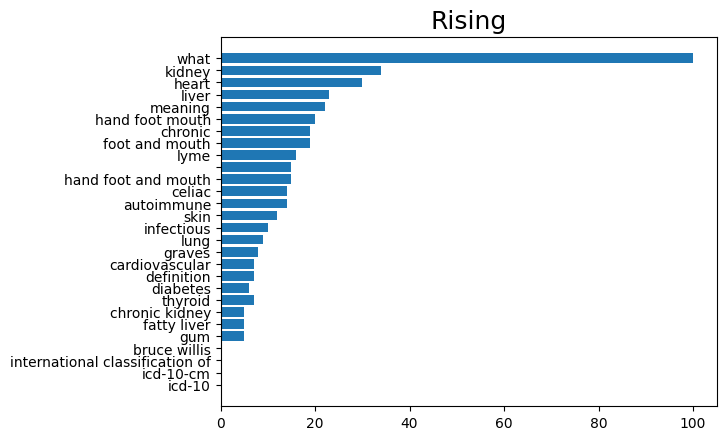 Rising
what
kidney
heart
liver
meaning
hand foot mouth
chronic
foot and mouth
lyme
hand foot and mouth
celiac
autoimmune
skin
infectious
lung
graves
cardiovascular
definition
diabetes
thyroid
chronic kidney
fatty liver
gum
bruce willis
international classification of
icd-10-cm
icd-10
0 20 40 60 80 100